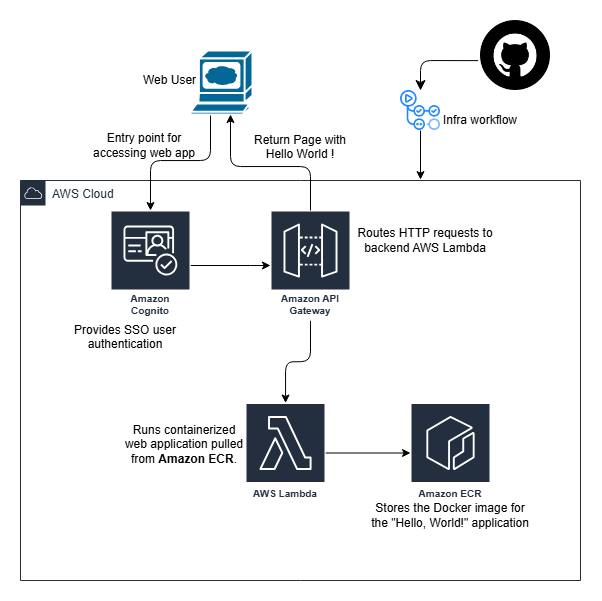 Web User
Infra workflow
Entry point for
accessing web app
Return Page with
Hello World !
AWS Cloud
Routes HTTP requests to
backend AWS Lambda
Amazon
Cognito
Amazon API
Gateway
Provides SSO user
authentication
Runs containerized
web application pulled
from Amazon ECR.
AWS Lambda
Amazon ECR
Stores the Docker image for
the "Hello, World!" application